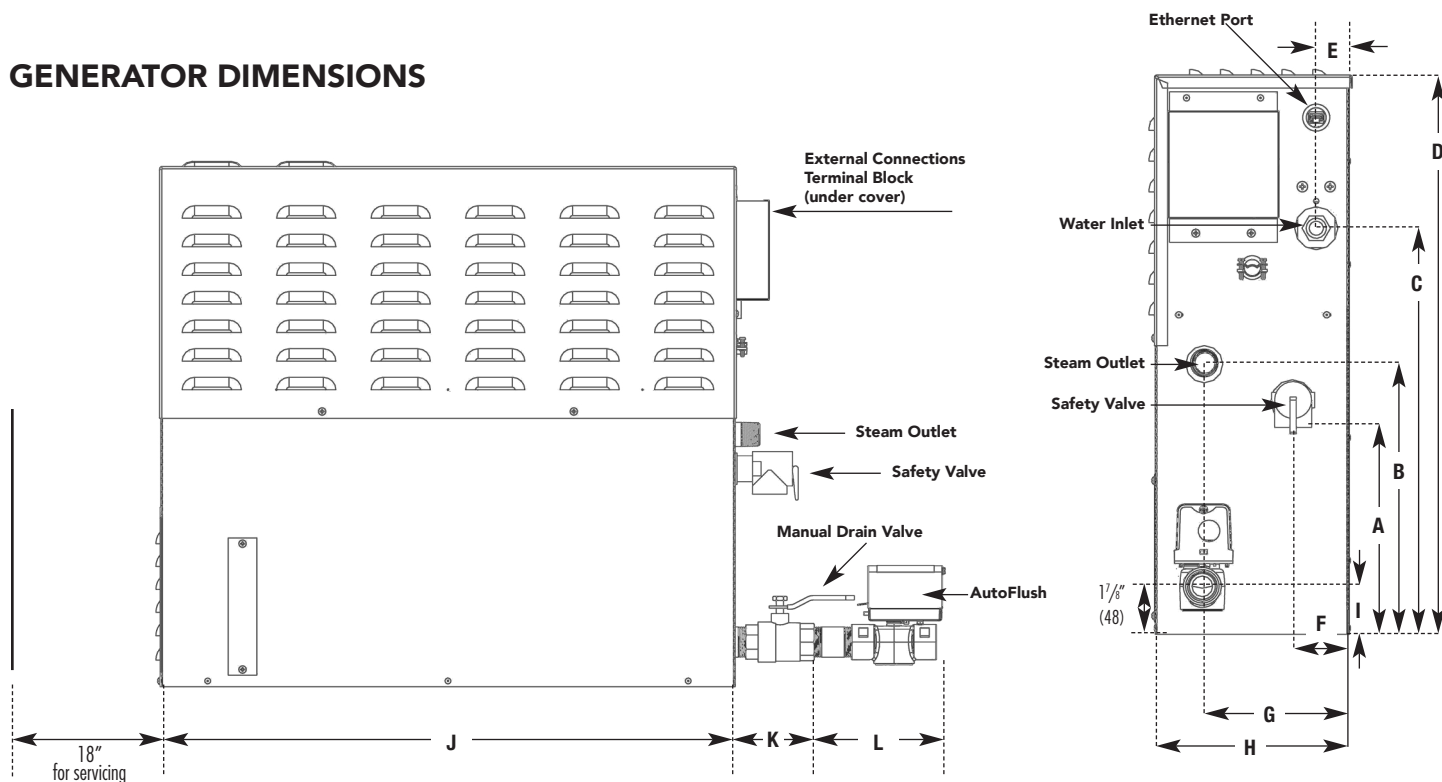 GENERATOR DIMENSIONS
External Connections
Terminal Block
(under cover)
Steam Outlet
Safety Valve
Manual Drain Valve
AutoFlush
18"
for servicing
J
K
L
Ethernet Port
E
D
Water Inlet
C
Steam Outlet
Safety Valve
B
A
1⅞"
(48)
I
F
G
H